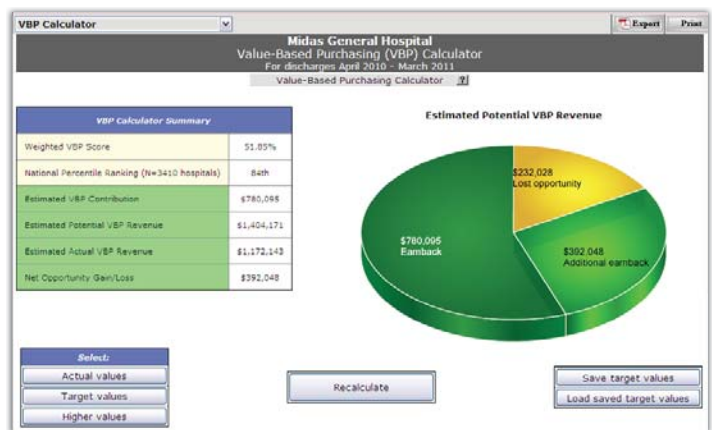 VBP Calculator
Export
Print
Midas General Hospital
Value-Based Purchasing (VBP) Calculator
For discharges April 2010 - March 2011
Value-Based Purchasing Calculator ?
VBP Calculator Summary
Weighted VBP Score 51.85%
National Percentile Ranking (N=3410 hospitals) 84th
Estimated VBP Contribution $780,095
Estimated Potential VBP Revenue $1,404,171
Estimated Actual VBP Revenue $1,172,143
Net Opportunity Gain/Loss $392,048
Estimated Potential VBP Revenue
$232,028
Lost opportunity
$780,095
Earnback
$392,048
Additional earnback
Select:
Actual values
Target values
Higher values
Recalculate
Save target values
Load saved target values